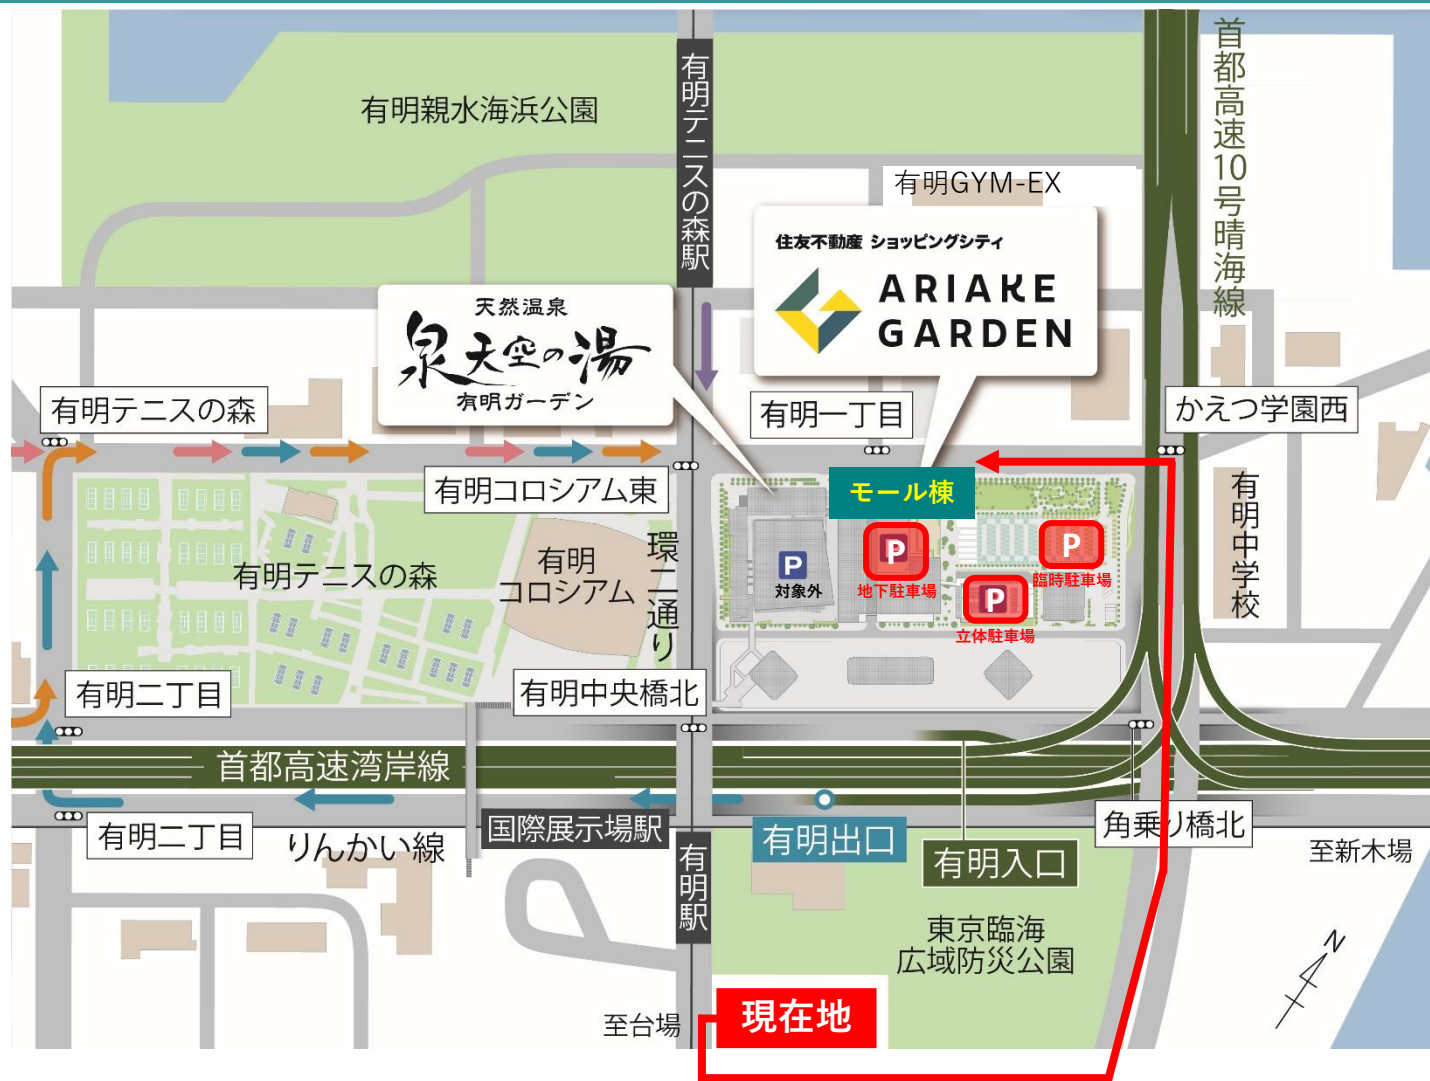 有明親水海浜公園
有明テニスの森駅
首都高速10号晴海線
有明GYM-EX
住友不動産 ショッピングシティ
ARIAKE
GARDEN
天然温泉
泉天空の湯
有明ガーデン
有明テニスの森
有明一丁目
かえつ学園西
有明コロシアム東
モール棟
有明中学校
環二通り
有明
コロシアム
有明テニスの森
P
対象外
P
地下駐車場
P
臨時駐車場
P
立体駐車場
有明二丁目
有明中央橋北
首都高速湾岸線
有明二丁目
りんかい線
国際展示場駅
有明駅
有明出口
有明入口
角乗り橋北
至新木場
東京臨海
広域防災公園
N
現在地
至台場